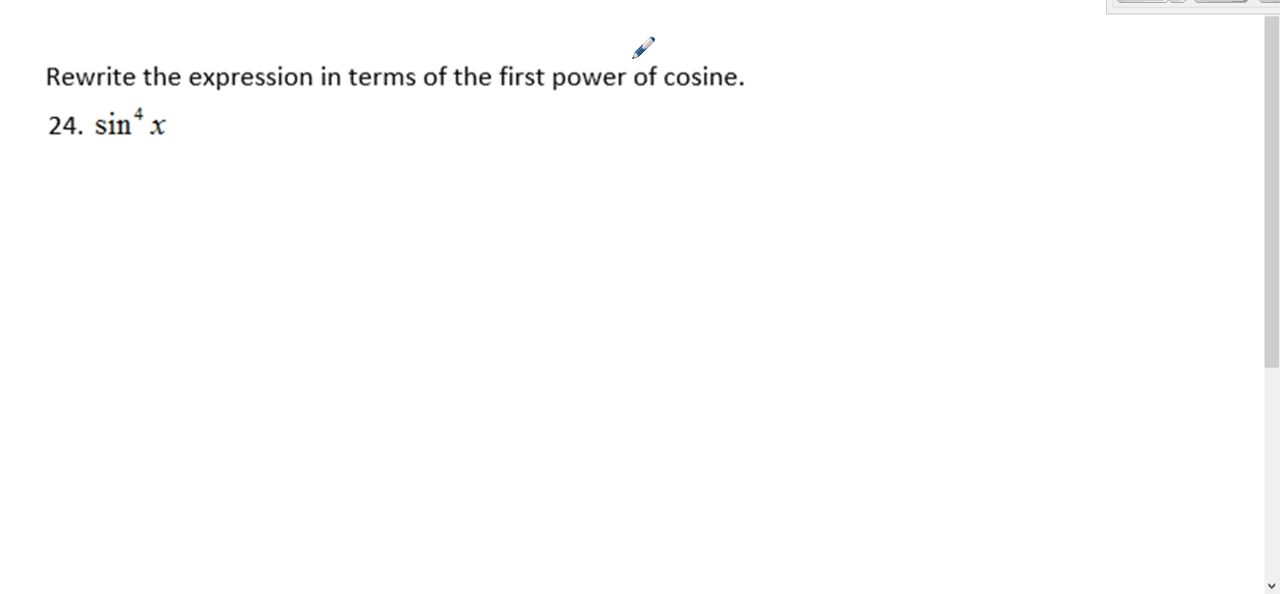 Rewrite the expression in terms of the first power of cosine.
24. sin⁴ x